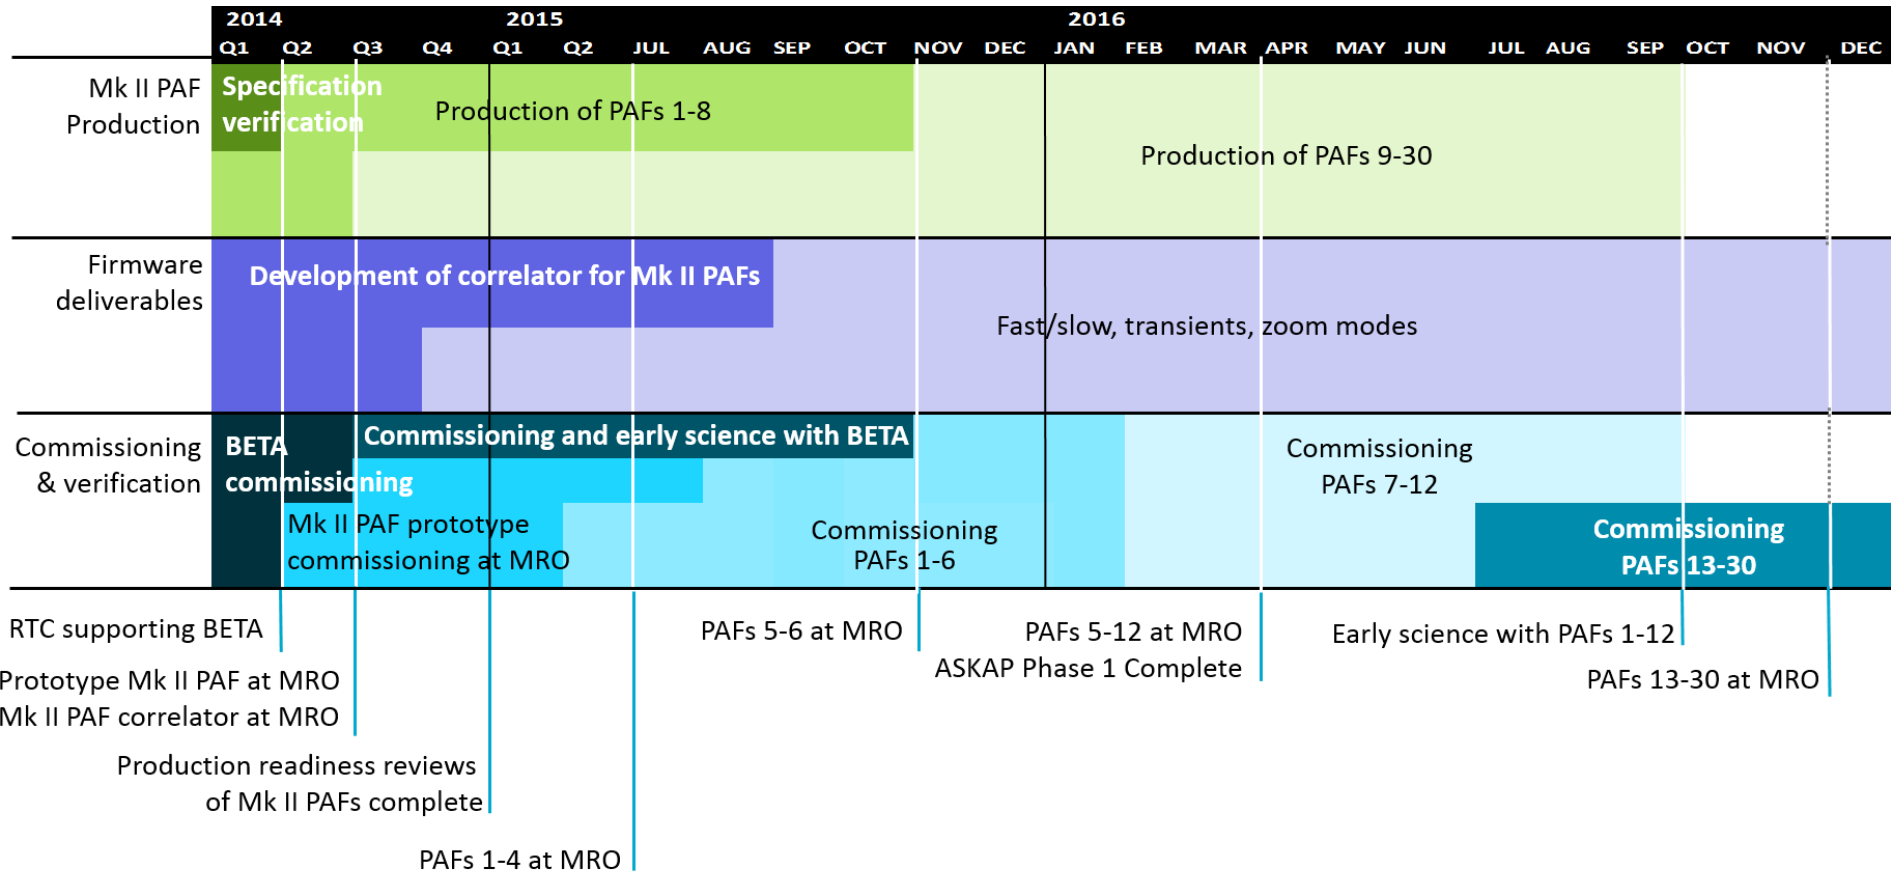 2014 2015 2016
Q1 Q2 Q3 Q4 Q1 Q2 JUL AUG SEP OCT NOV DEC JAN FEB MAR APR MAY JUN JUL AUG SEP OCT NOV DEC
Mk II PAF
Production
Specification
verification
Production of PAFs 1-8
Production of PAFs 9-30
Firmware
deliverables
Development of correlator for Mk II PAFs
Fast/slow, transients, zoom modes
Commissioning
& verification
BETA
commissioning
Commissioning and early science with BETA
Mk II PAF prototype
commissioning at MRO
Commissioning
PAFs 1-6
Commissioning
PAFs 7-12
Commissioning
PAFs 13-30
RTC supporting BETA
Prototype Mk II PAF at MRO
Mk II PAF correlator at MRO
Production readiness reviews
of Mk II PAFs complete
PAFs 1-4 at MRO
PAFs 5-6 at MRO
PAFs 5-12 at MRO
ASKAP Phase 1 Complete
Early science with PAFs 1-12
PAFs 13-30 at MRO